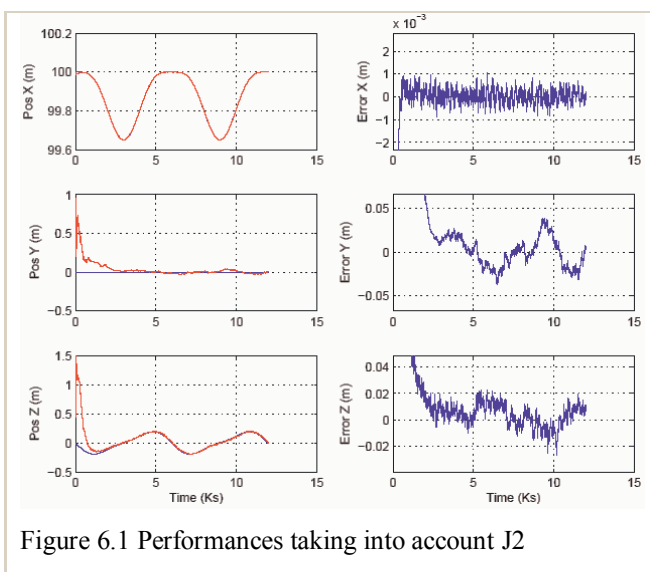 × 10⁻³
100.2
100
99.8
99.6
Pos X (m)
0 5 10 15
2
1
0
−1
−2
Error X (m)
0 5 10 15
1
0.5
0
−0.5
Pos Y (m)
0 5 10 15
0.05
0
−0.05
Error Y (m)
0 5 10 15
1.5
1
0.5
0
−0.5
Pos Z (m)
0 5 10 15
Time (Ks)
0.04
0.02
0
−0.02
Error Z (m)
0 5 10 15
Time (Ks)
Figure 6.1 Performances taking into account J2